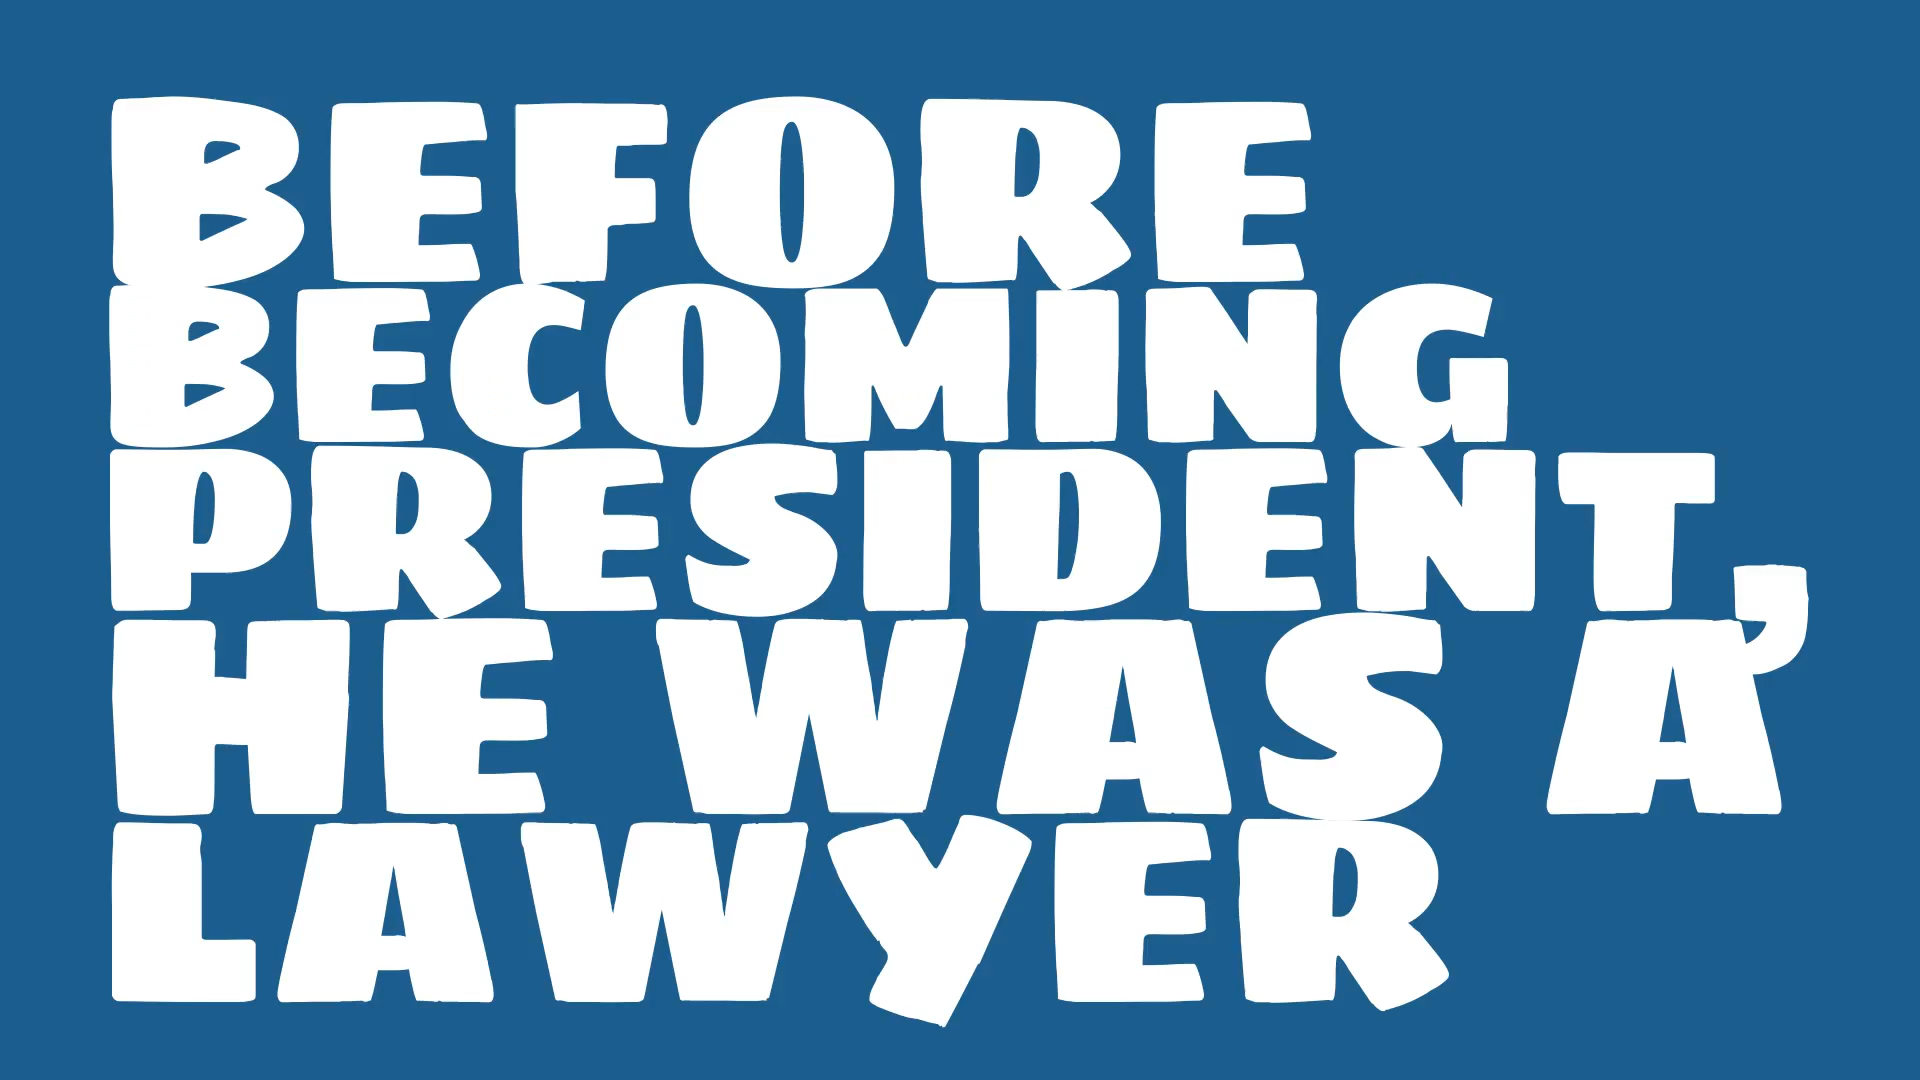 BEFORE
BECOMING
PRESIDENT,
HE WAS A
LAWYER